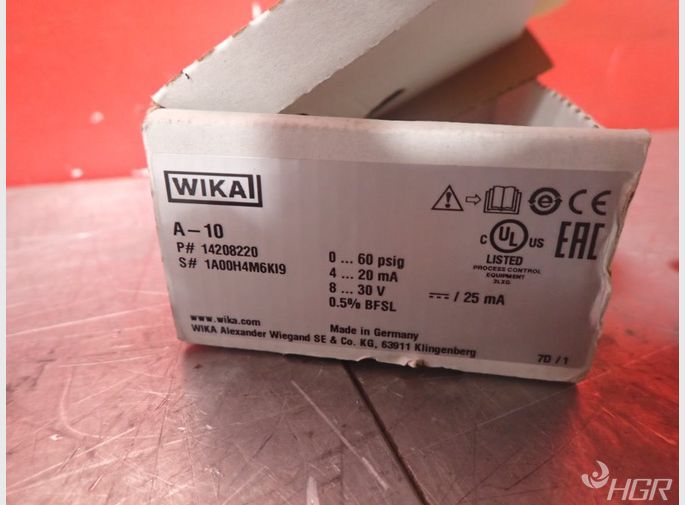 WIKA
A–10
P# 14208220
S# 1A00H4M6KI9
0 ... 60 psig
4 ... 20 mA
8 ... 30 V
0.5% BFSL
CE
c UL US
LISTED
PROCESS CONTROL
EQUIPMENT
2LXG
EAC
/ 25 mA
www.wika.com
WIKA Alexander Wiegand SE & Co. KG, 63911 Klingenberg
Made in Germany
7D / 1
HGR